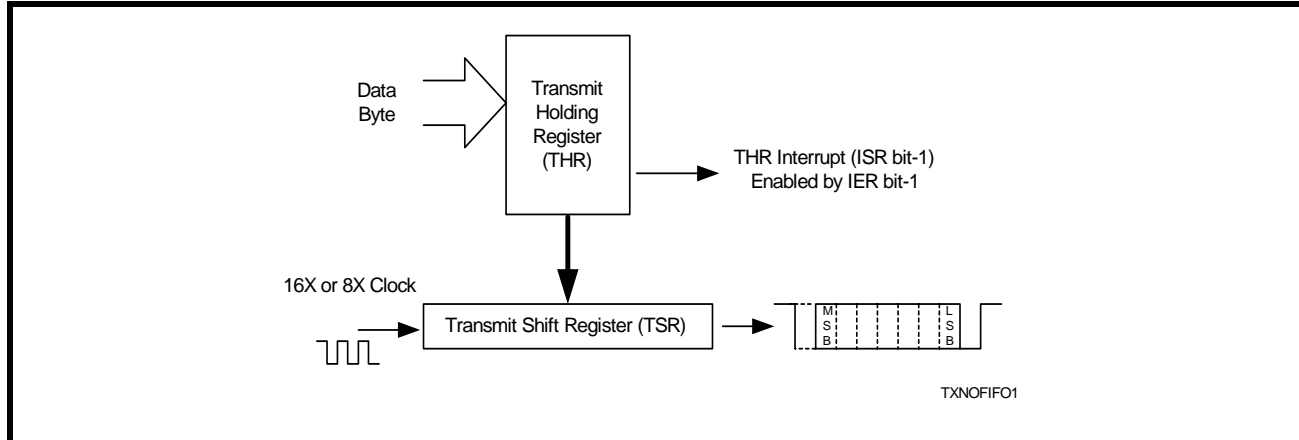 Data
Byte
Transmit
Holding
Register
(THR)
THR Interrupt (ISR bit-1)
Enabled by IER bit-1
16X or 8X Clock
Transmit Shift Register (TSR)
M
S
B
L
S
B
TXNOFIFO1